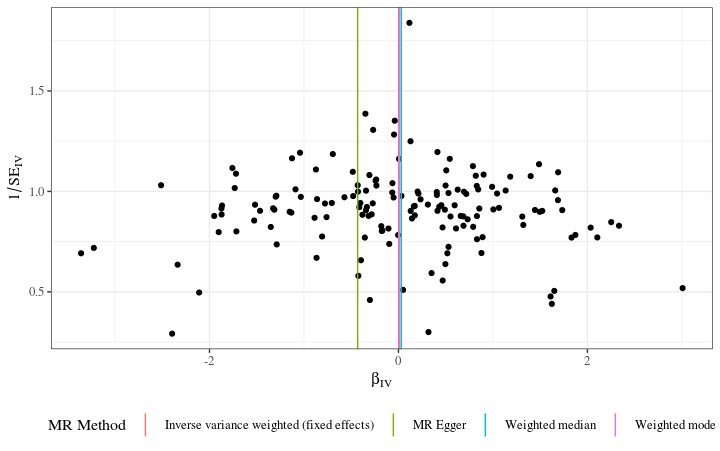 1.5
1.0
0.5
1/SE_IV
-2
0
2
β_IV
MR Method Inverse variance weighted (fixed effects) MR Egger Weighted median Weighted mode